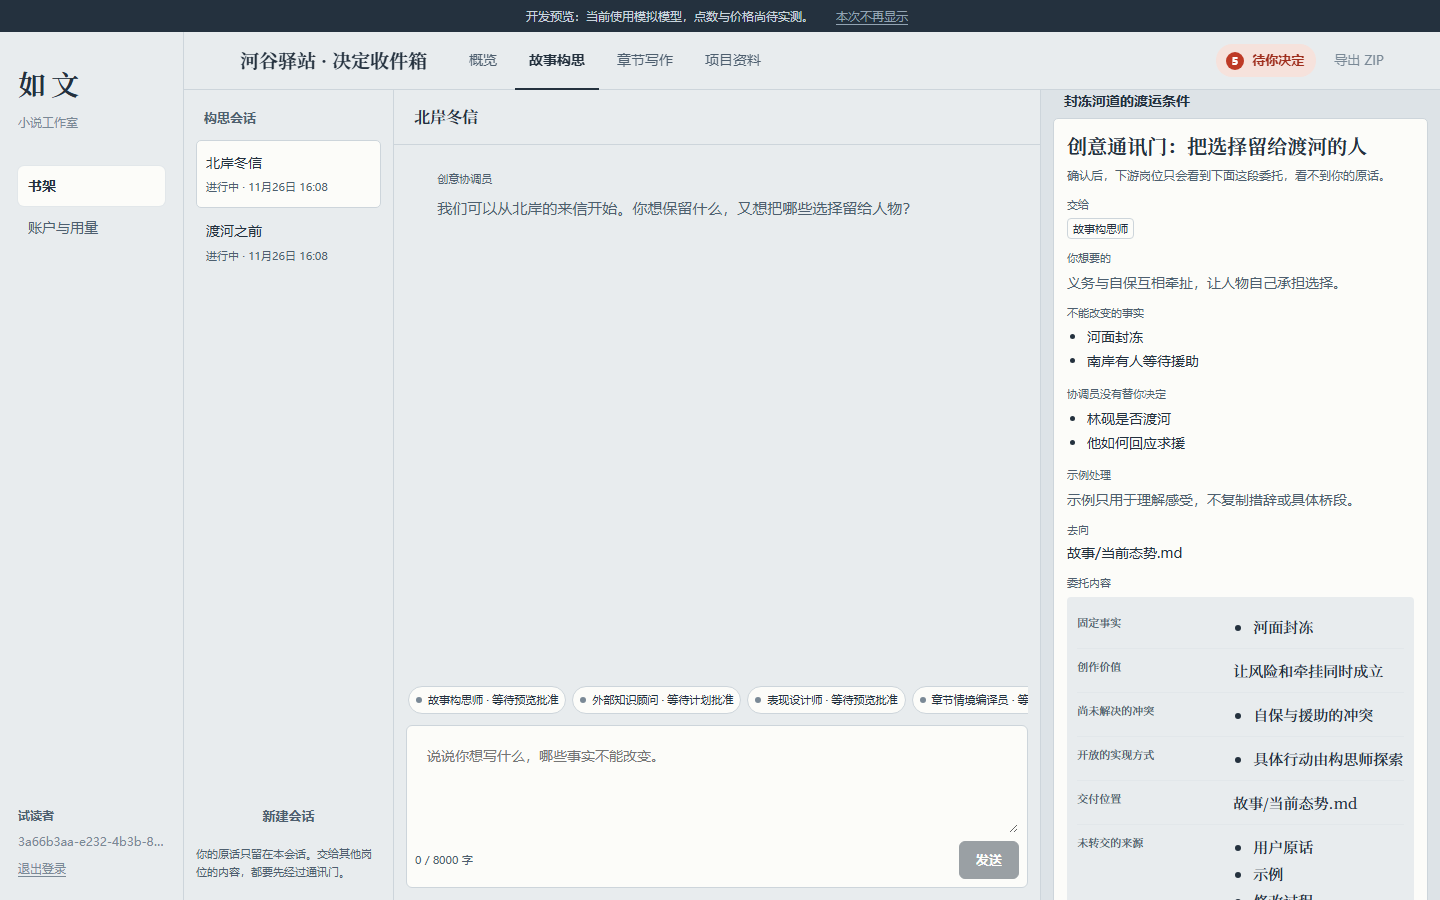 开发预览：当前使用模拟模型，点数与价格尚待实测。 本次不再显示
如文
小说工作室
书架
账户与用量
试读者
3a66b3aa-e232-4b3b-8...
退出登录
河谷驿站 · 决定收件箱 概览 故事构思 章节写作 项目资料 5 待你决定 导出 ZIP
构思会话
北岸冬信
进行中 · 11月26日 16:08
渡河之前
进行中 · 11月26日 16:08
新建会话
你的原话只留在本会话。交给其他岗
位的内容，都要先经过通讯门。
北岸冬信
创意协调员
我们可以从北岸的来信开始。你想保留什么，又想把哪些选择留给人物？
故事构思师 · 等待预览批准 外部知识顾问 · 等待计划批准 表现设计师 · 等待预览批准 章节情境编译员 · 等
说说你想写什么，哪些事实不能改变。
0 / 8000 字 发送
封冻河道的渡运条件
创意通讯门：把选择留给渡河的人
确认后，下游岗位只会看到下面这段委托，看不到你的原话。
交给
故事构思师
你想要的
义务与自保互相牵扯，让人物自己承担选择。
不能改变的事实
河面封冻
南岸有人等待援助
协调员没有替你决定
林砚是否渡河
他如何回应求援
示例处理
示例只用于理解感受，不复制措辞或具体桥段。
去向
故事/当前态势.md
委托内容
固定事实 河面封冻
创作价值 让风险和牵挂同时成立
尚未解决的冲突 自保与援助的冲突
开放的实现方式 具体行动由构思师探索
交付位置 故事/当前态势.md
未转交的来源 用户原话
示例
修改过程